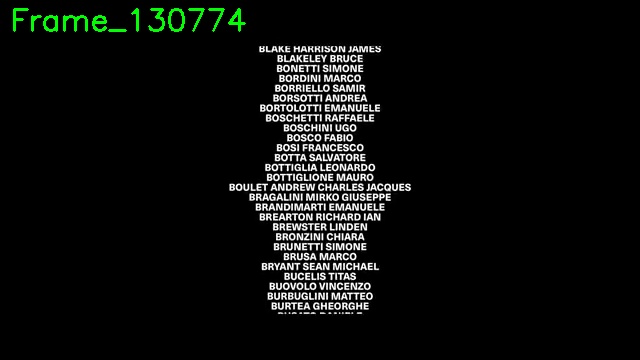 Frame_130774
BLAKE HARRISON JAMES
BLAKELEY BRUCE
BONETTI SIMONE
BORDINI MARCO
BORRIELLO SAMIR
BORSOTTI ANDREA
BORTOLOTTI EMANUELE
BOSCHETTI RAFFAELE
BOSCHINI UGO
BOSCO FABIO
BOSI FRANCESCO
BOTTA SALVATORE
BOTTIGLIA LEONARDO
BOTTIGLIONE MAURO
BOULET ANDREW CHARLES JACQUES
BRAGALINI MIRKO GIUSEPPE
BRANDIMARTI EMANUELE
BREARTON RICHARD IAN
BREWSTER LINDEN
BRONZINI CHIARA
BRUNETTI SIMONE
BRUSA MARCO
BRYANT SEAN MICHAEL
BUCELIS TITAS
BUOVOLO VINCENZO
BURBUGLINI MATTEO
BURTEA GHEORGHE